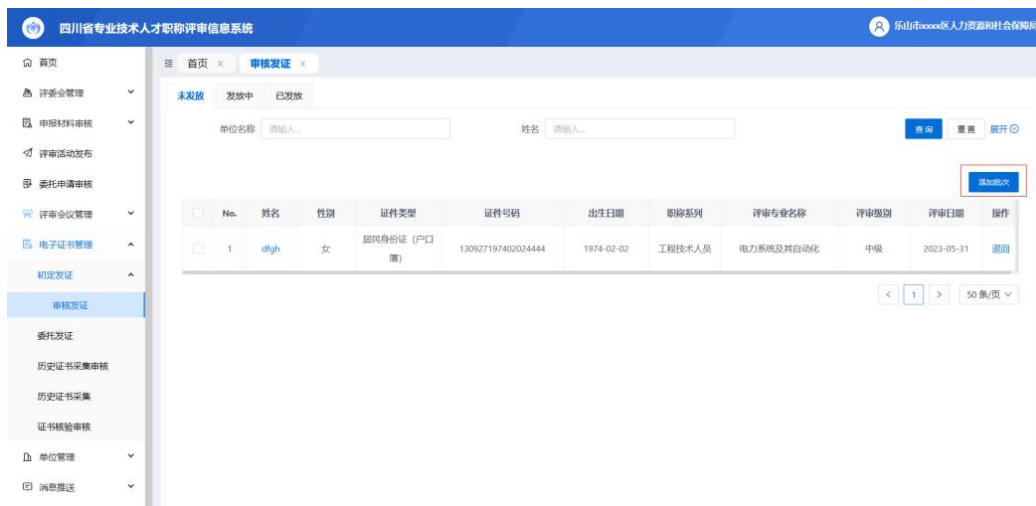 四川省专业技术人才职称评审信息系统
乐山市xxxx区人力资源和社会保障局
首页
评委会管理
申报材料审核
评审活动发布
委托申请审核
评审会议管理
电子证书管理
初定发证
审核发证
委托发证
历史证书采集审核
历史证书采集
证书核验审核
单位管理
消息推送
首页 × 审核发证 ×
未发放 发放中 已发放
单位名称 请输入... 姓名 请输入... 查询 重置 展开
添加批次
No. 姓名 性别 证件类型 证件号码 出生日期 职称系列 评审专业名称 评审级别 评审日期 操作
1 dfgh 女 居民身份证（户口簿） 130927197402024444 1974-02-02 工程技术人员 电力系统及其自动化 中级 2023-05-31 退回
< 1 > 50 条/页